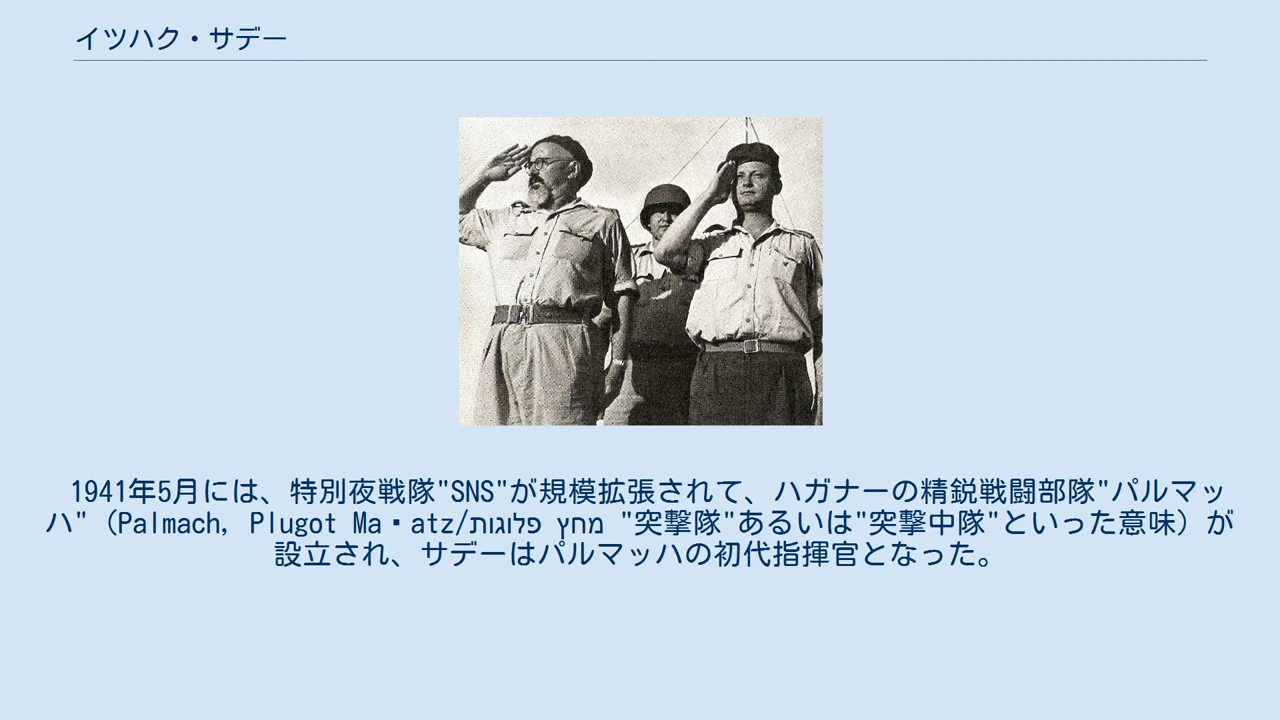 イツハク・サデー
1941年5月には、特別夜戦隊"SNS"が規模拡張されて、ハガナーの精鋭戦闘部隊"パルマッ
ハ"（Palmach, Plugot Ma▪atz/פלוגות מחץ "突撃隊"あるいは"突撃中隊"といった意味）が
設立され、サデーはパルマッハの初代指揮官となった。